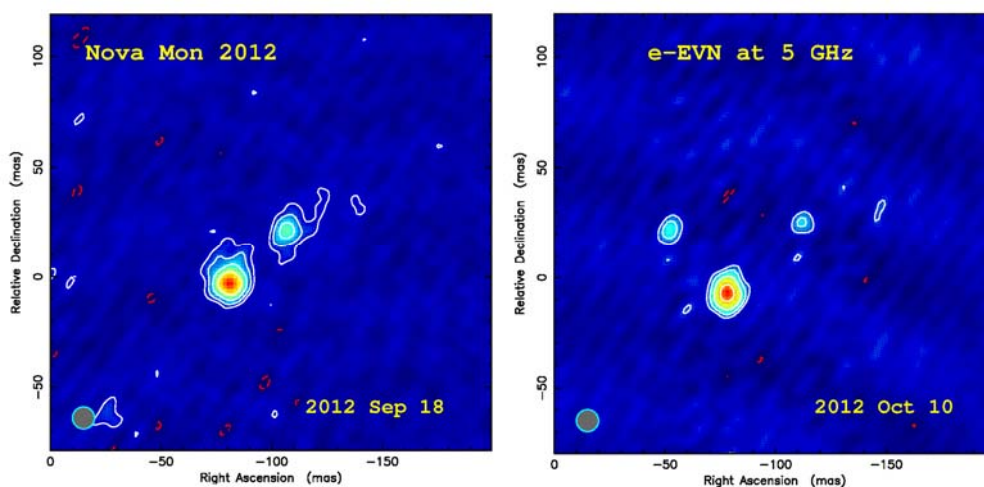 Nova Mon 2012
2012 Sep 18
Relative Declination (mas)
100
50
0
−50
0
−50
−100
−150
Right Ascension (mas)
e-EVN at 5 GHz
2012 Oct 10
Relative Declination (mas)
100
50
0
−50
0
−50
−100
−150
Right Ascension (mas)